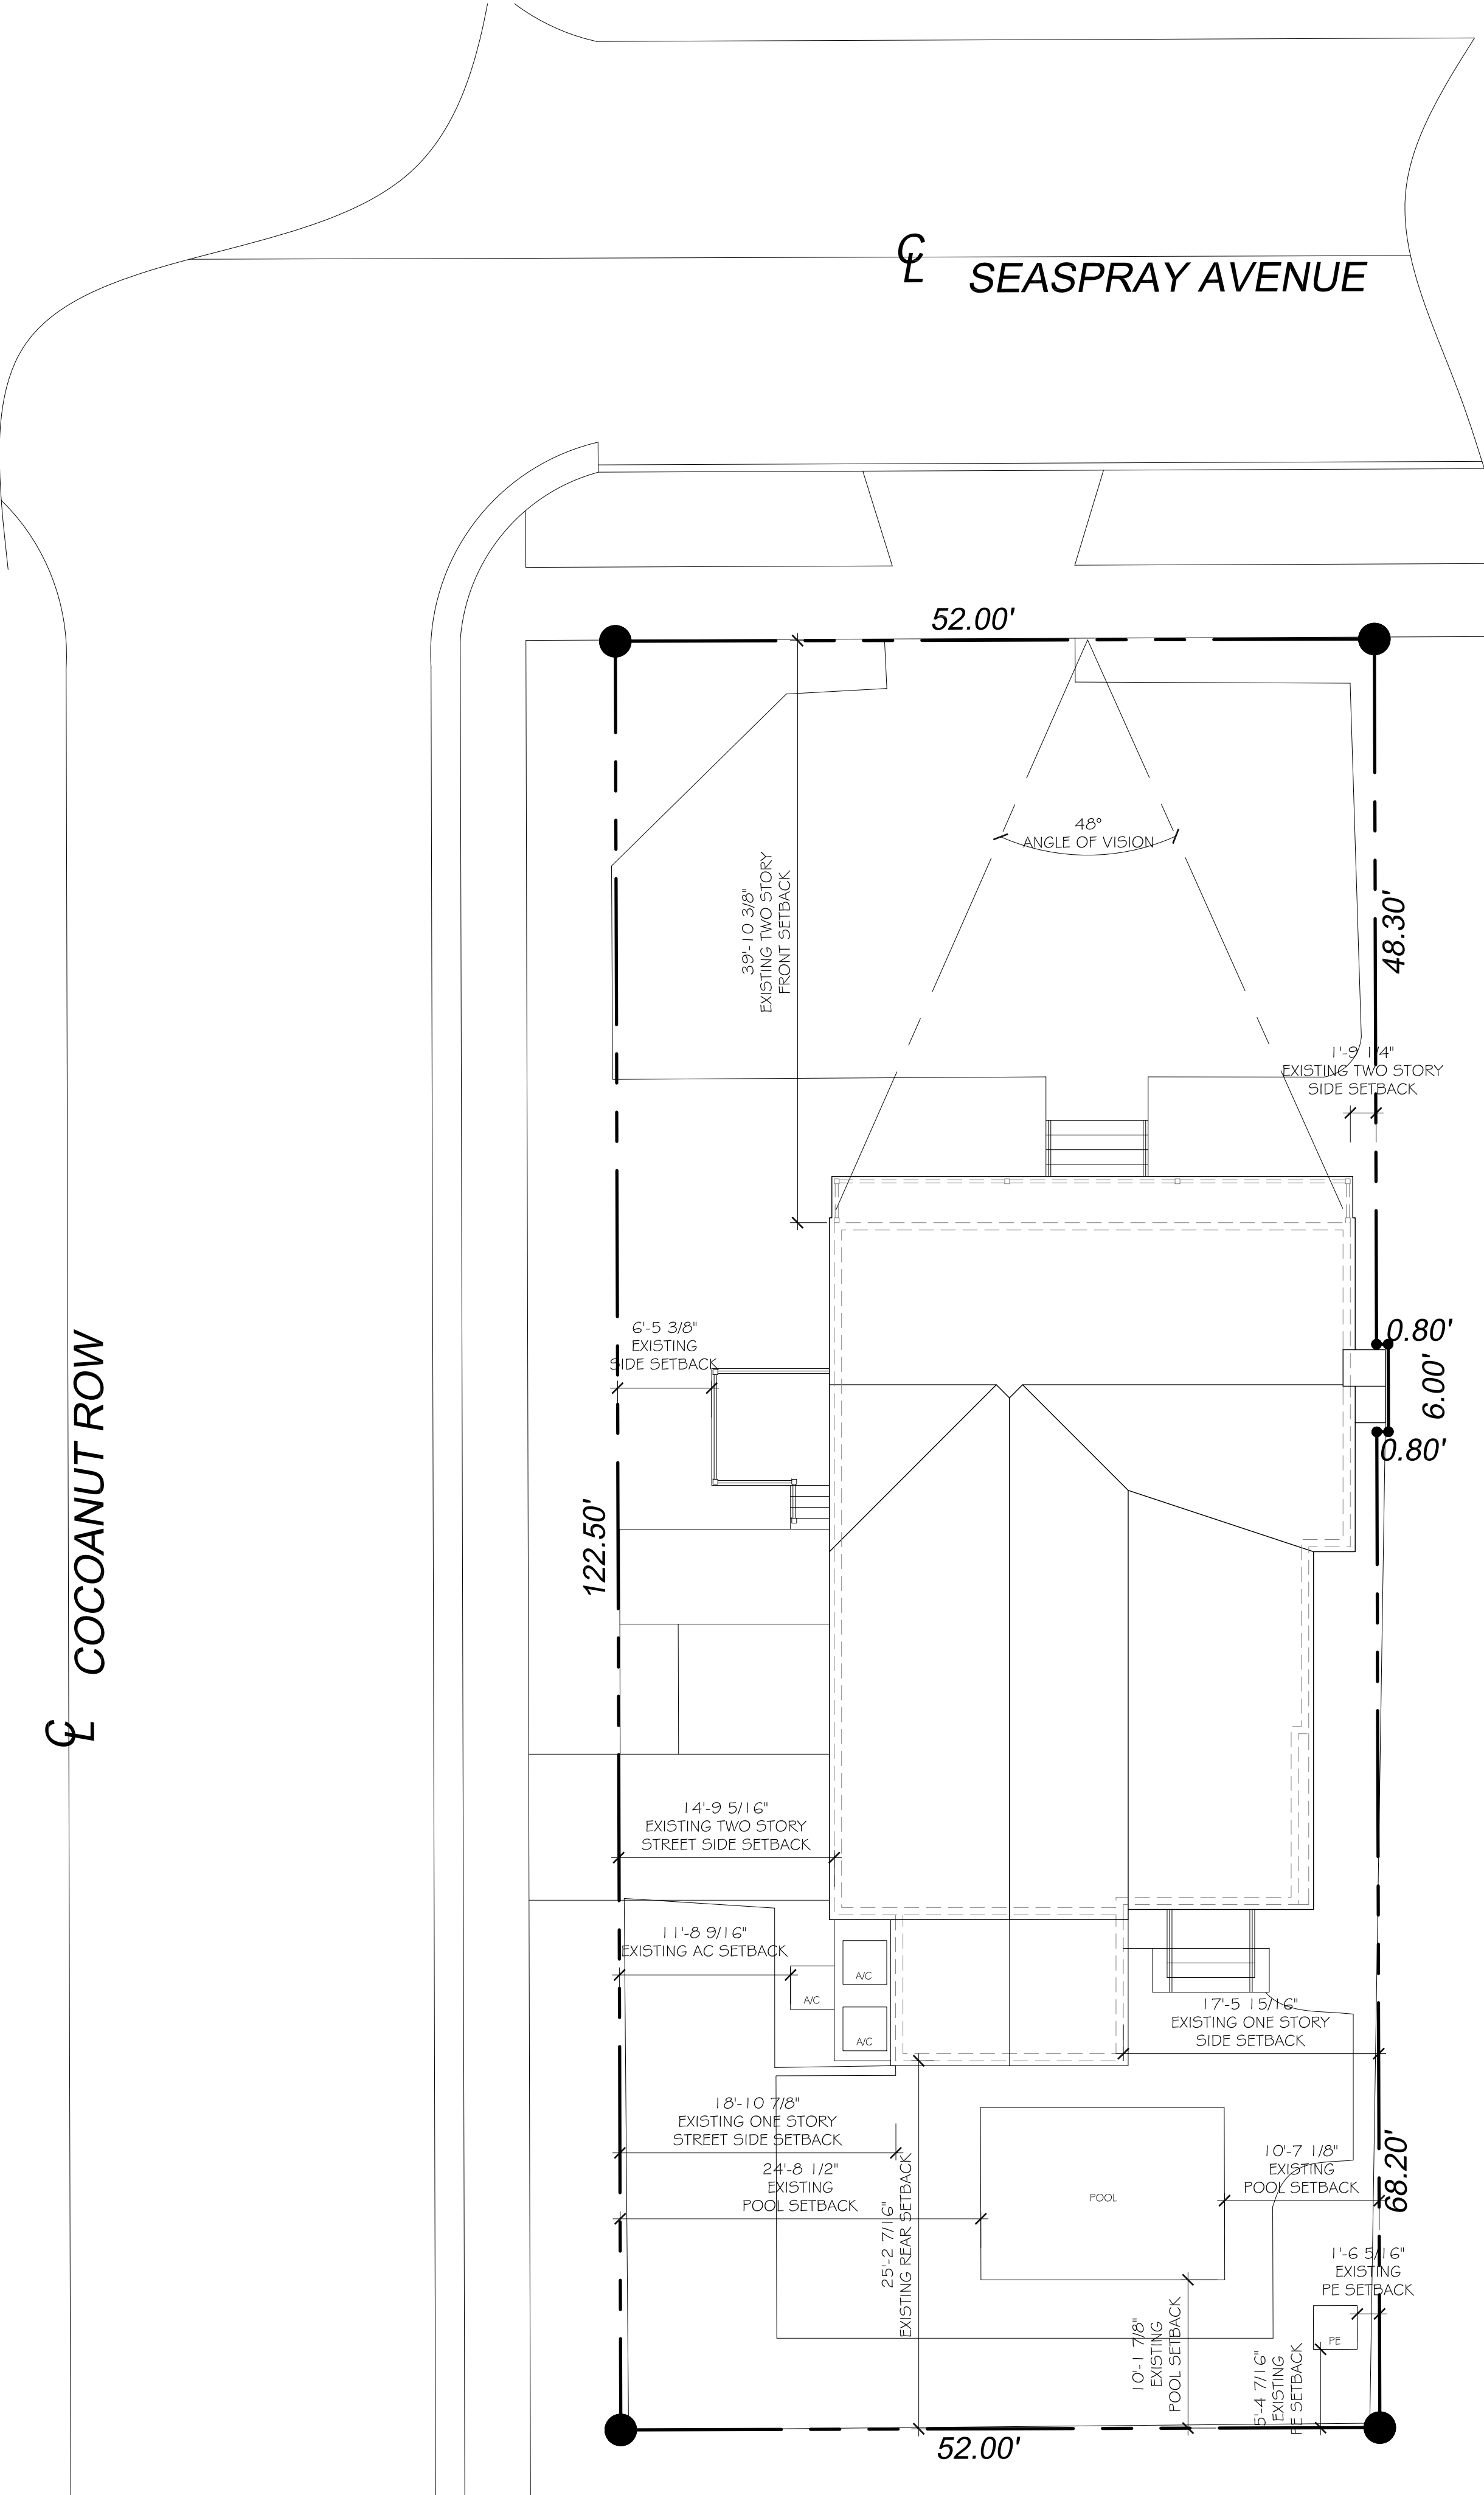 ℄ SEASPRAY AVENUE
52.00'
48°
ANGLE OF VISION
39'-10 3/8"
EXISTING TWO STORY
FRONT SETBACK
48.30'
1'-9 1/4"
EXISTING TWO STORY
SIDE SETBACK
6'-5 3/8"
EXISTING
SIDE SETBACK
0.80'
6.00'
0.80'
℄ COCOANUT ROW
122.50'
14'-9 5/16"
EXISTING TWO STORY
STREET SIDE SETBACK
11'-8 9/16"
EXISTING AC SETBACK
A/C
A/C
A/C
17'-5 15/16"
EXISTING ONE STORY
SIDE SETBACK
18'-10 7/8"
EXISTING ONE STORY
STREET SIDE SETBACK
24'-8 1/2"
EXISTING
POOL SETBACK
25'-2 7/16"
EXISTING REAR SETBACK
POOL
10'-7 1/8"
EXISTING
POOL SETBACK
68.20'
1'-6 5/16"
EXISTING
PE SETBACK
PE
10'-1 7/8"
EXISTING
POOL SETBACK
5'-4 7/16"
EXISTING
PE SETBACK
52.00'